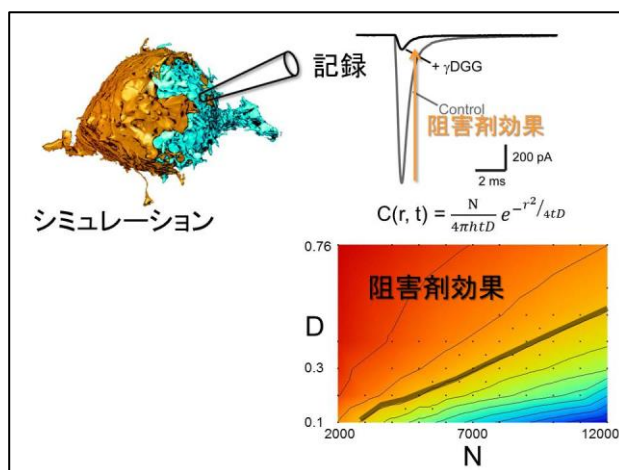 記録
シミュレーション
+ γDGG
Control
阻害剤効果
200 pA
2 ms
C(r, t) = N/4πhtD e^−r²/4tD
阻害剤効果
0.76
D
0.3
0.1
2000
7000
12000
N